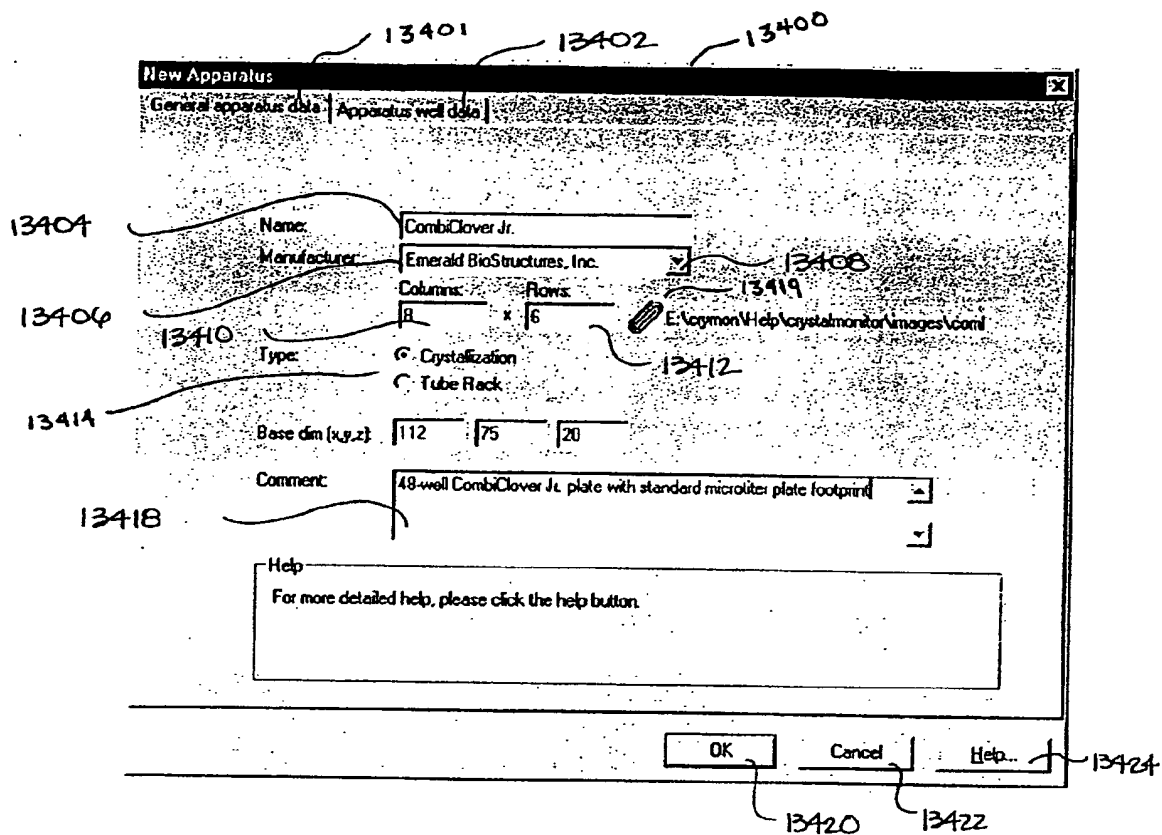 13401 13402 13400
New Apparatus
General apparatus data Apparatus well data
13404 Name: CombiClover Jr.
Manufacturer: Emerald BioStructures, Inc. 13408
13406 Columns: Rows: 13419
13410 8 x 6 E:\crymon\Help\crystalmonitor\images\coml
Type: Crystallization 13412
Tube Rack
13414
Base dim (x,y,z): 112 75 20
Comment: 48-well CombiClover Jr. plate with standard microliter plate footprint
13418
Help
For more detailed help, please click the help button.
OK Cancel Help...
13424
13420 13422